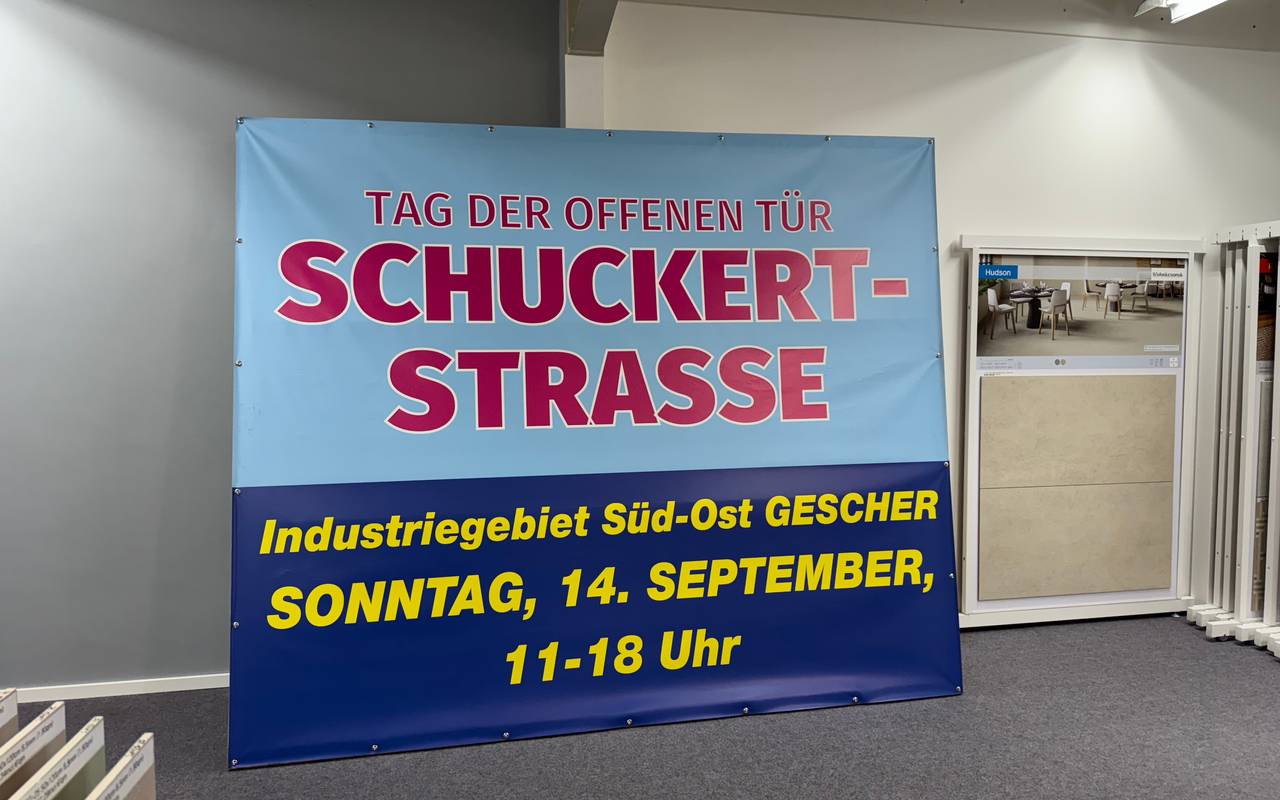 TAG DER OFFENEN TÜR
SCHUCKERT-
STRASSE
Industriegebiet Süd-Ost GESCHER
SONNTAG, 14. SEPTEMBER,
11-18 Uhr
Hudson